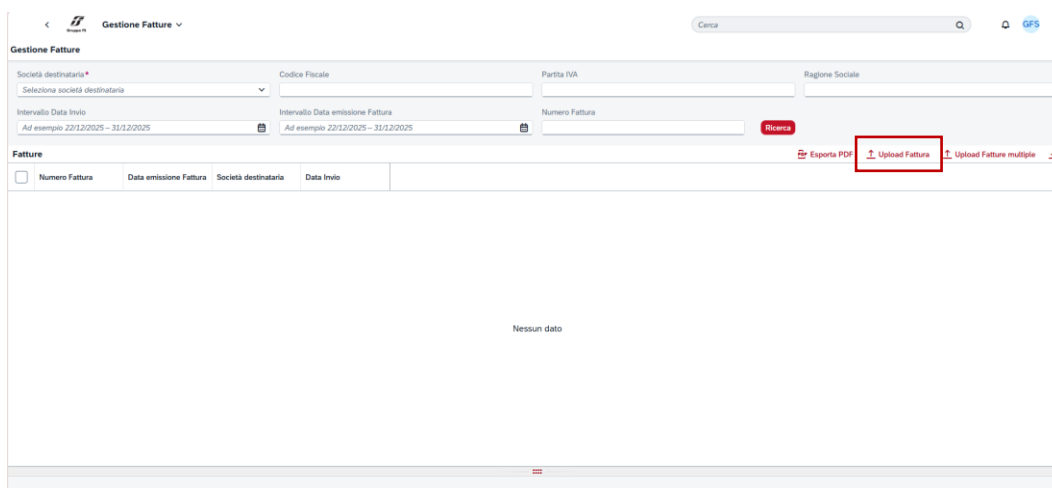 Gruppo FS
Gestione Fatture
Cerca
GFS
Gestione Fatture
Società destinataria*
Codice Fiscale
Partita IVA
Ragione Sociale
Seleziona società destinataria
Intervallo Data Invio
Intervallo Data emissione Fattura
Numero Fattura
Ad esempio 22/12/2025 – 31/12/2025
Ad esempio 22/12/2025 – 31/12/2025
Ricerca
Fatture
PDF Esporta PDF
Upload Fattura
Upload Fatture multiple
Numero Fattura
Data emissione Fattura
Società destinataria
Data Invio
Nessun dato